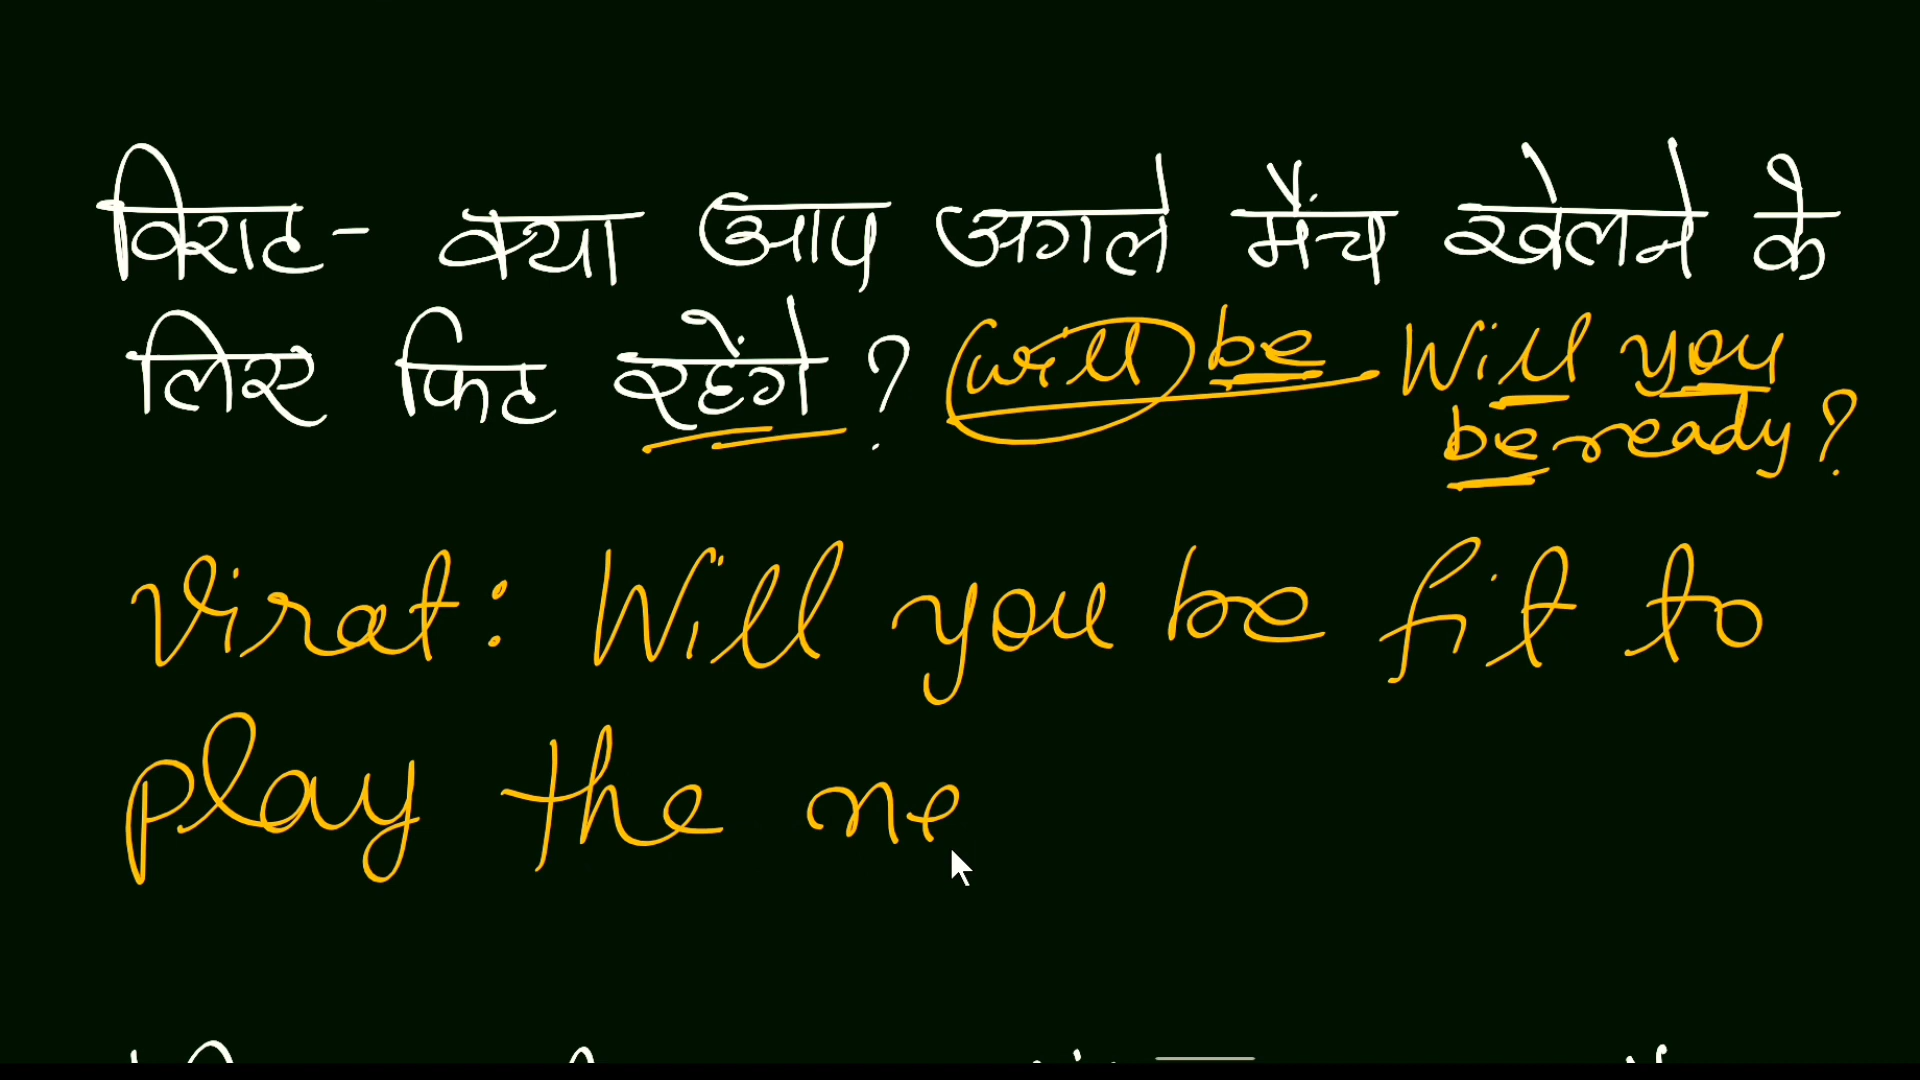 विराट - क्या आप अगले मैंच खेलने के
लिए फिट रहेंगे ? will be Will you
be ready ?
Virat: Will you be fit to
play the ne